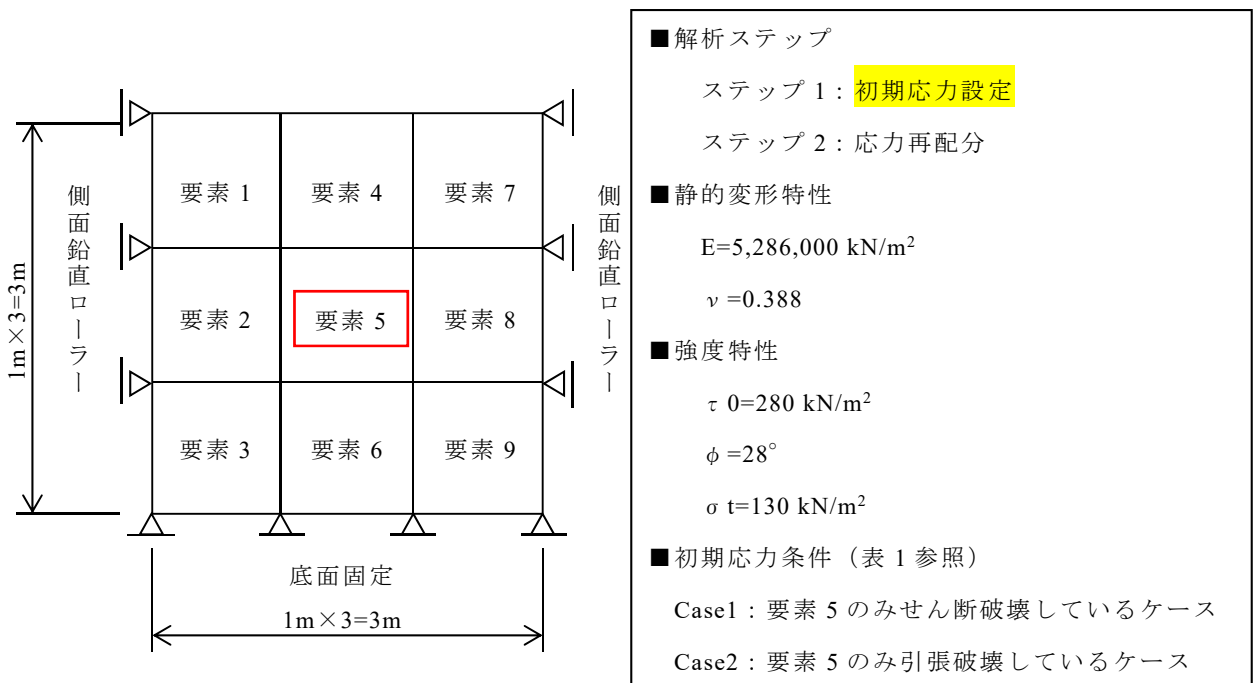 側面鉛直ローラー
1m×3=3m
要素 1
要素 4
要素 7
要素 2
要素 5
要素 8
要素 3
要素 6
要素 9
側面鉛直ローラー
底面固定
1m×3=3m
■解析ステップ
ステップ 1：初期応力設定
ステップ 2：応力再配分
■静的変形特性
E=5,286,000 kN/m²
ν=0.388
■強度特性
τ 0=280 kN/m²
φ=28°
σ t=130 kN/m²
■初期応力条件（表 1 参照）
Case1：要素 5 のみせん断破壊しているケース
Case2：要素 5 のみ引張破壊しているケース